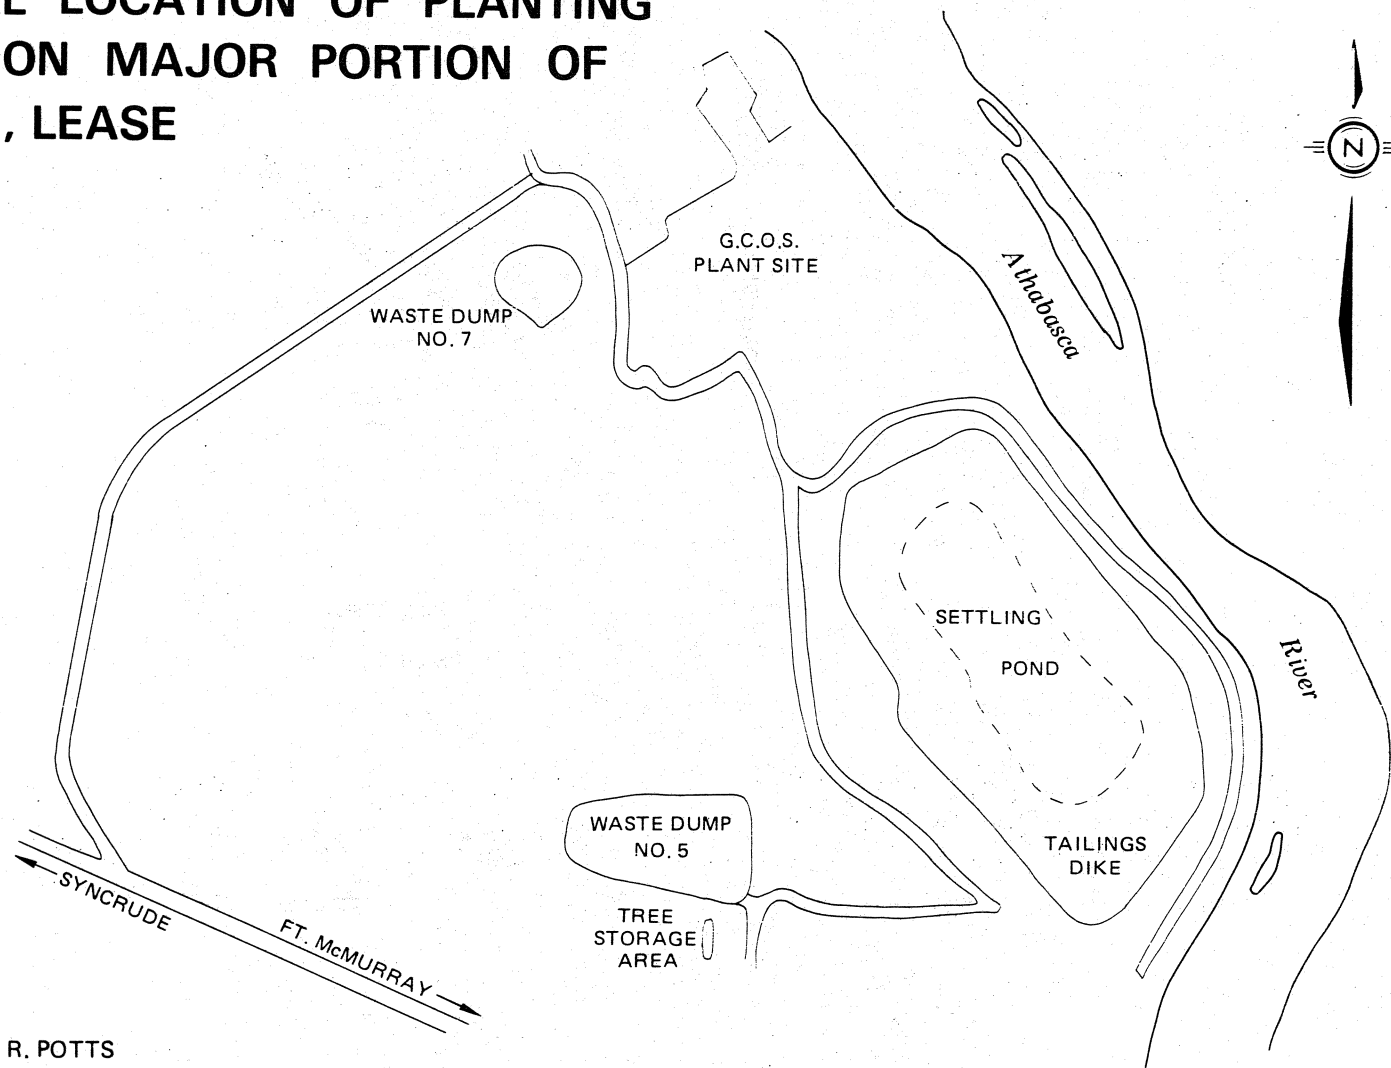 LOCATION OF PLANTING
ON MAJOR PORTION OF
, LEASE
N
G.C.O.S.
PLANT SITE
Athabasca
WASTE DUMP
NO. 7
SETTLING
POND
River
WASTE DUMP
NO. 5
TAILINGS
DIKE
SYNCRUDE
FT. McMURRAY
TREE
STORAGE
AREA
R. POTTS